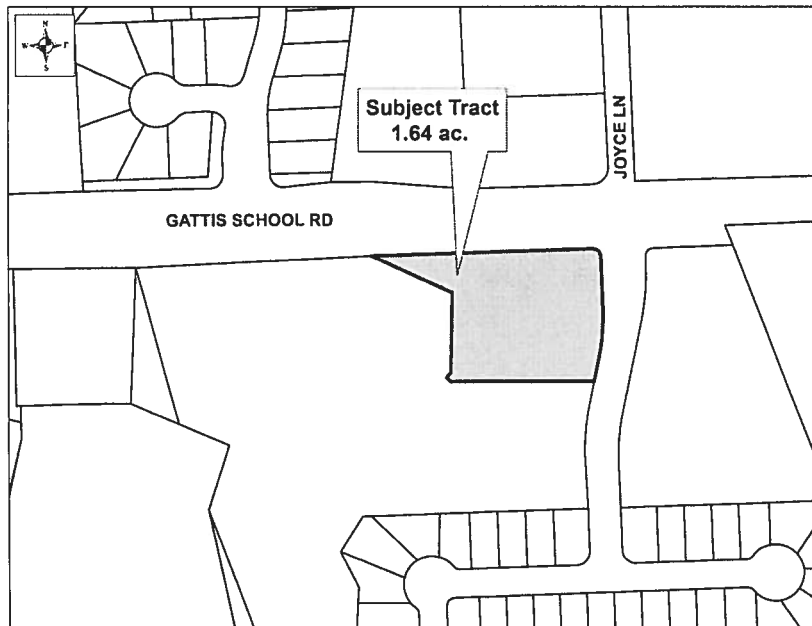 N
W E
S
Subject Tract
1.64 ac.
JOYCE LN
GATTIS SCHOOL RD